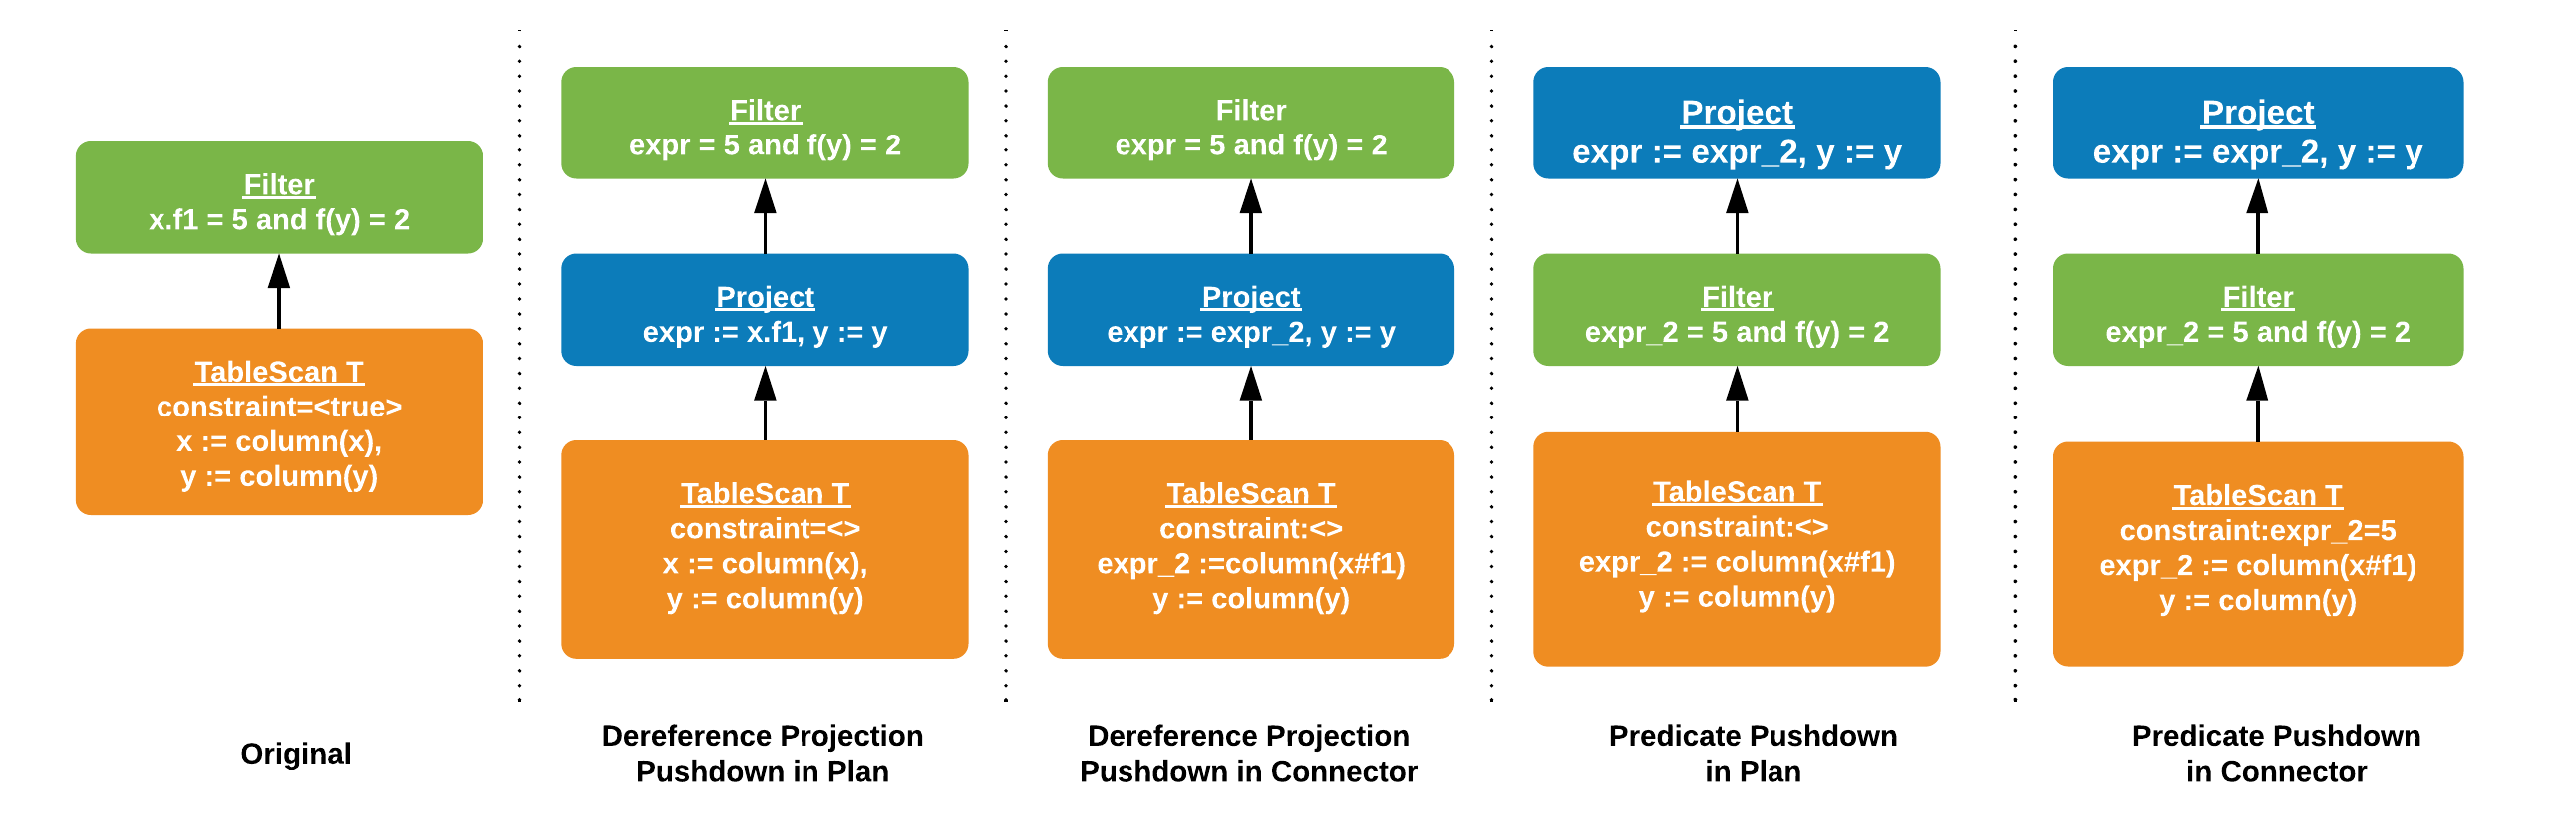 Filter
x.f1 = 5 and f(y) = 2
TableScan T
constraint=<true>
x := column(x),
y := column(y)
Original
Filter
expr = 5 and f(y) = 2
Project
expr := x.f1, y := y
TableScan T
constraint=<>
x := column(x),
y := column(y)
Dereference Projection
Pushdown in Plan
Filter
expr = 5 and f(y) = 2
Project
expr := expr_2, y := y
TableScan T
constraint:<>
expr_2 :=column(x#f1)
y := column(y)
Dereference Projection
Pushdown in Connector
Project
expr := expr_2, y := y
Filter
expr_2 = 5 and f(y) = 2
TableScan T
constraint:<>
expr_2 := column(x#f1)
y := column(y)
Predicate Pushdown
in Plan
Project
expr := expr_2, y := y
Filter
expr_2 = 5 and f(y) = 2
TableScan T
constraint:expr_2=5
expr_2 := column(x#f1)
y := column(y)
Predicate Pushdown
in Connector